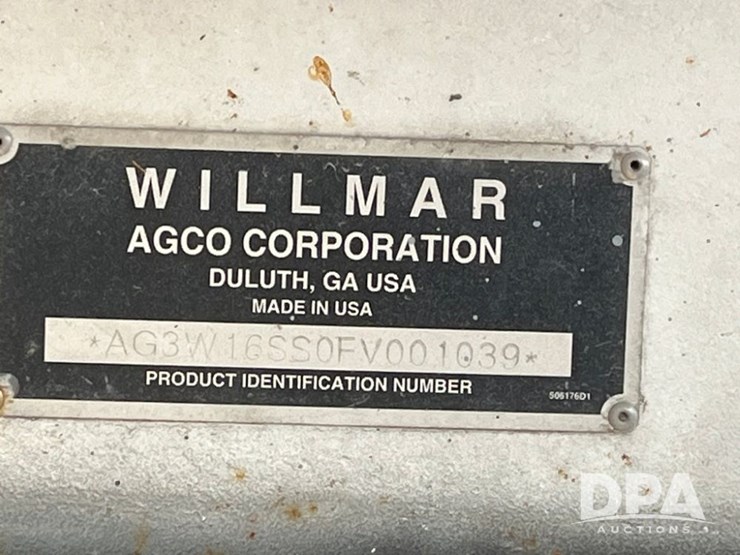 WILLMAR
AGCO CORPORATION
DULUTH, GA USA
MADE IN USA
*AG3W16SS0FV001039*
PRODUCT IDENTIFICATION NUMBER
506176D1
DPA
AUCTIONS